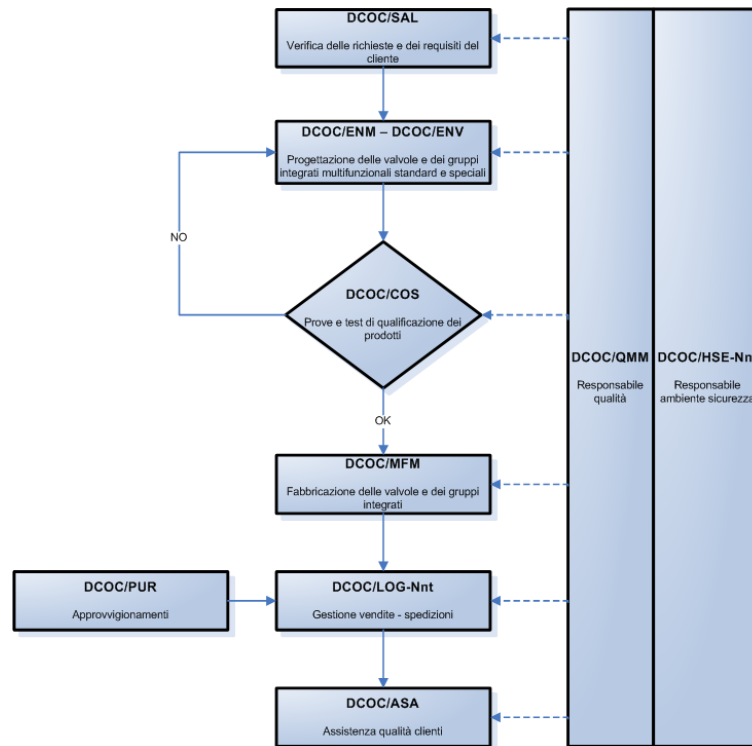 DCOC/SAL
Verifica delle richieste e dei requisiti del
cliente
DCOC/ENM – DCOC/ENV
Progettazione delle valvole e dei gruppi
integrati multifunzionali standard e speciali
NO
DCOC/COS
Prove e test di qualificazione dei
prodotti
OK
DCOC/QMM
Responsabile
qualità
DCOC/HSE-Nn
Responsabile
ambiente sicurezza
DCOC/MFM
Fabbricazione delle valvole e dei gruppi
integrati
DCOC/PUR
Approvvigionamenti
DCOC/LOG-Nnt
Gestione vendite - spedizioni
DCOC/ASA
Assistenza qualità clienti